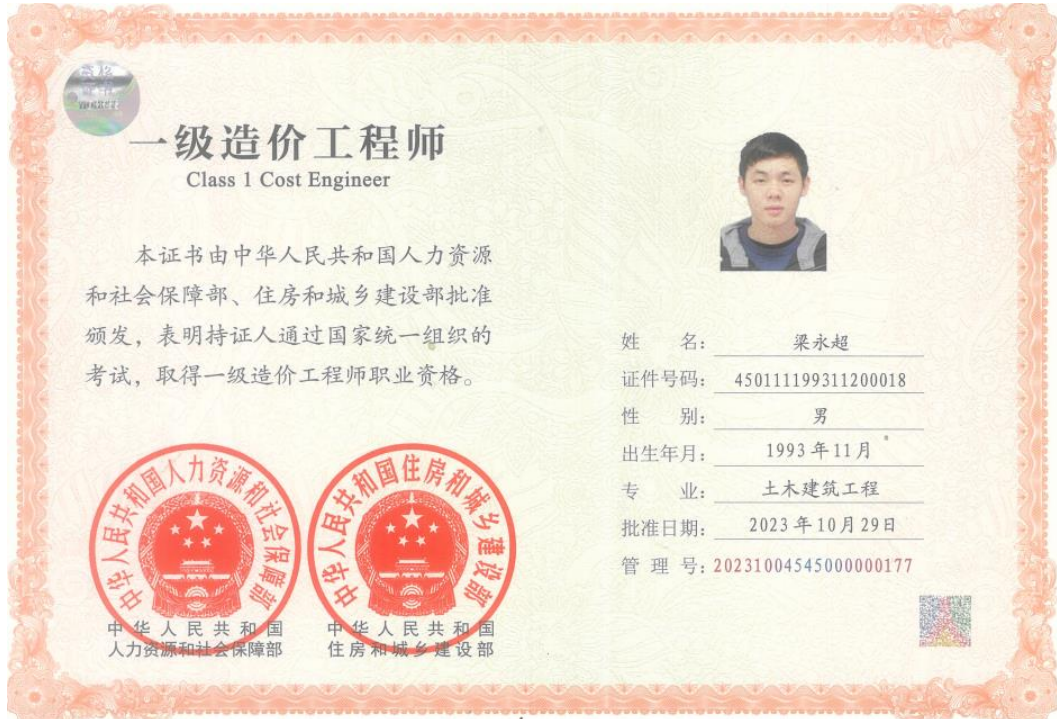 一级造价工程师
Class 1 Cost Engineer
本证书由中华人民共和国人力资源
和社会保障部、住房和城乡建设部批准
颁发，表明持证人通过国家统一组织的
考试，取得一级造价工程师职业资格。
中华人民共和国人力资源和社会保障部
中华人民共和国住房和城乡建设部
中华人民共和国
人力资源和社会保障部
中华人民共和国
住房和城乡建设部
姓 名：梁永超
证件号码：450111199311200018
性 别：男
出生年月：1993年11月
专 业：土木建筑工程
批准日期：2023年10月29日
管 理 号：20231004545000000177